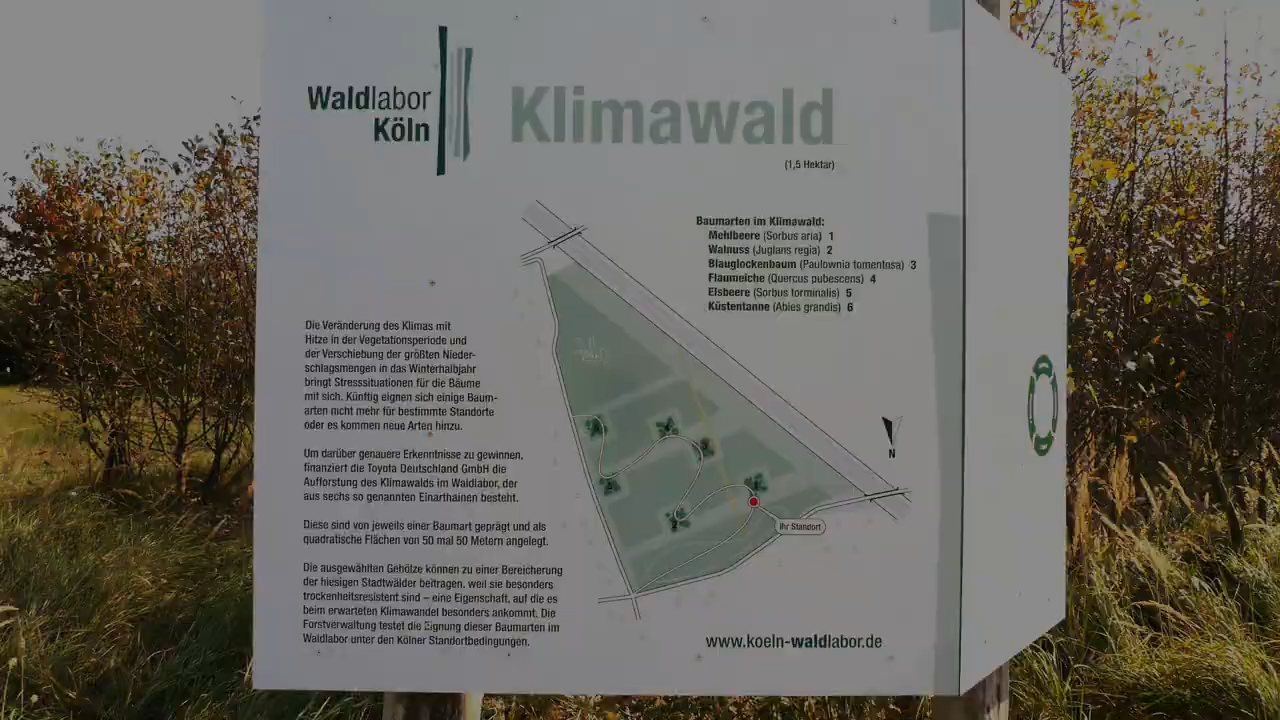 Waldlabor
Köln
Klimawald
(1,5 Hektar)
Baumarten im Klimawald:
Mehlbeere (Sorbus aria) 1
Walnuss (Juglans regia) 2
Blauglockenbaum (Paulownia tomentosa) 3
Flaumeiche (Quercus pubescens) 4
Elsbeere (Sorbus torminalis) 5
Küstentanne (Abies grandis) 6
Die Veränderung des Klimas mit
Hitze in der Vegetationsperiode und
der Verschiebung der größten Nieder-
schlagsmengen in das Winterhalbjahr
bringt Stresssituationen für die Bäume
mit sich. Künftig eignen sich einige Baum-
arten nicht mehr für bestimmte Standorte
oder es kommen neue Arten hinzu.
Um darüber genauere Erkenntnisse zu gewinnen,
finanziert die Toyota Deutschland GmbH die
Aufforstung des Klimawalds im Waldlabor, der
aus sechs so genannten Einarthainen besteht.
Diese sind von jeweils einer Baumart geprägt und als
quadratische Flächen von 50 mal 50 Metern angelegt.
Die ausgewählten Gehölze können zu einer Bereicherung
der hiesigen Stadtwälder beitragen, weil sie besonders
trockenheitsresistent sind – eine Eigenschaft, auf die es
beim erwarteten Klimawandel besonders ankommt. Die
Forstverwaltung testet die Eignung dieser Baumarten im
Waldlabor unter den Kölner Standortbedingungen.
N
Ihr Standort
www.koeln-waldlabor.de